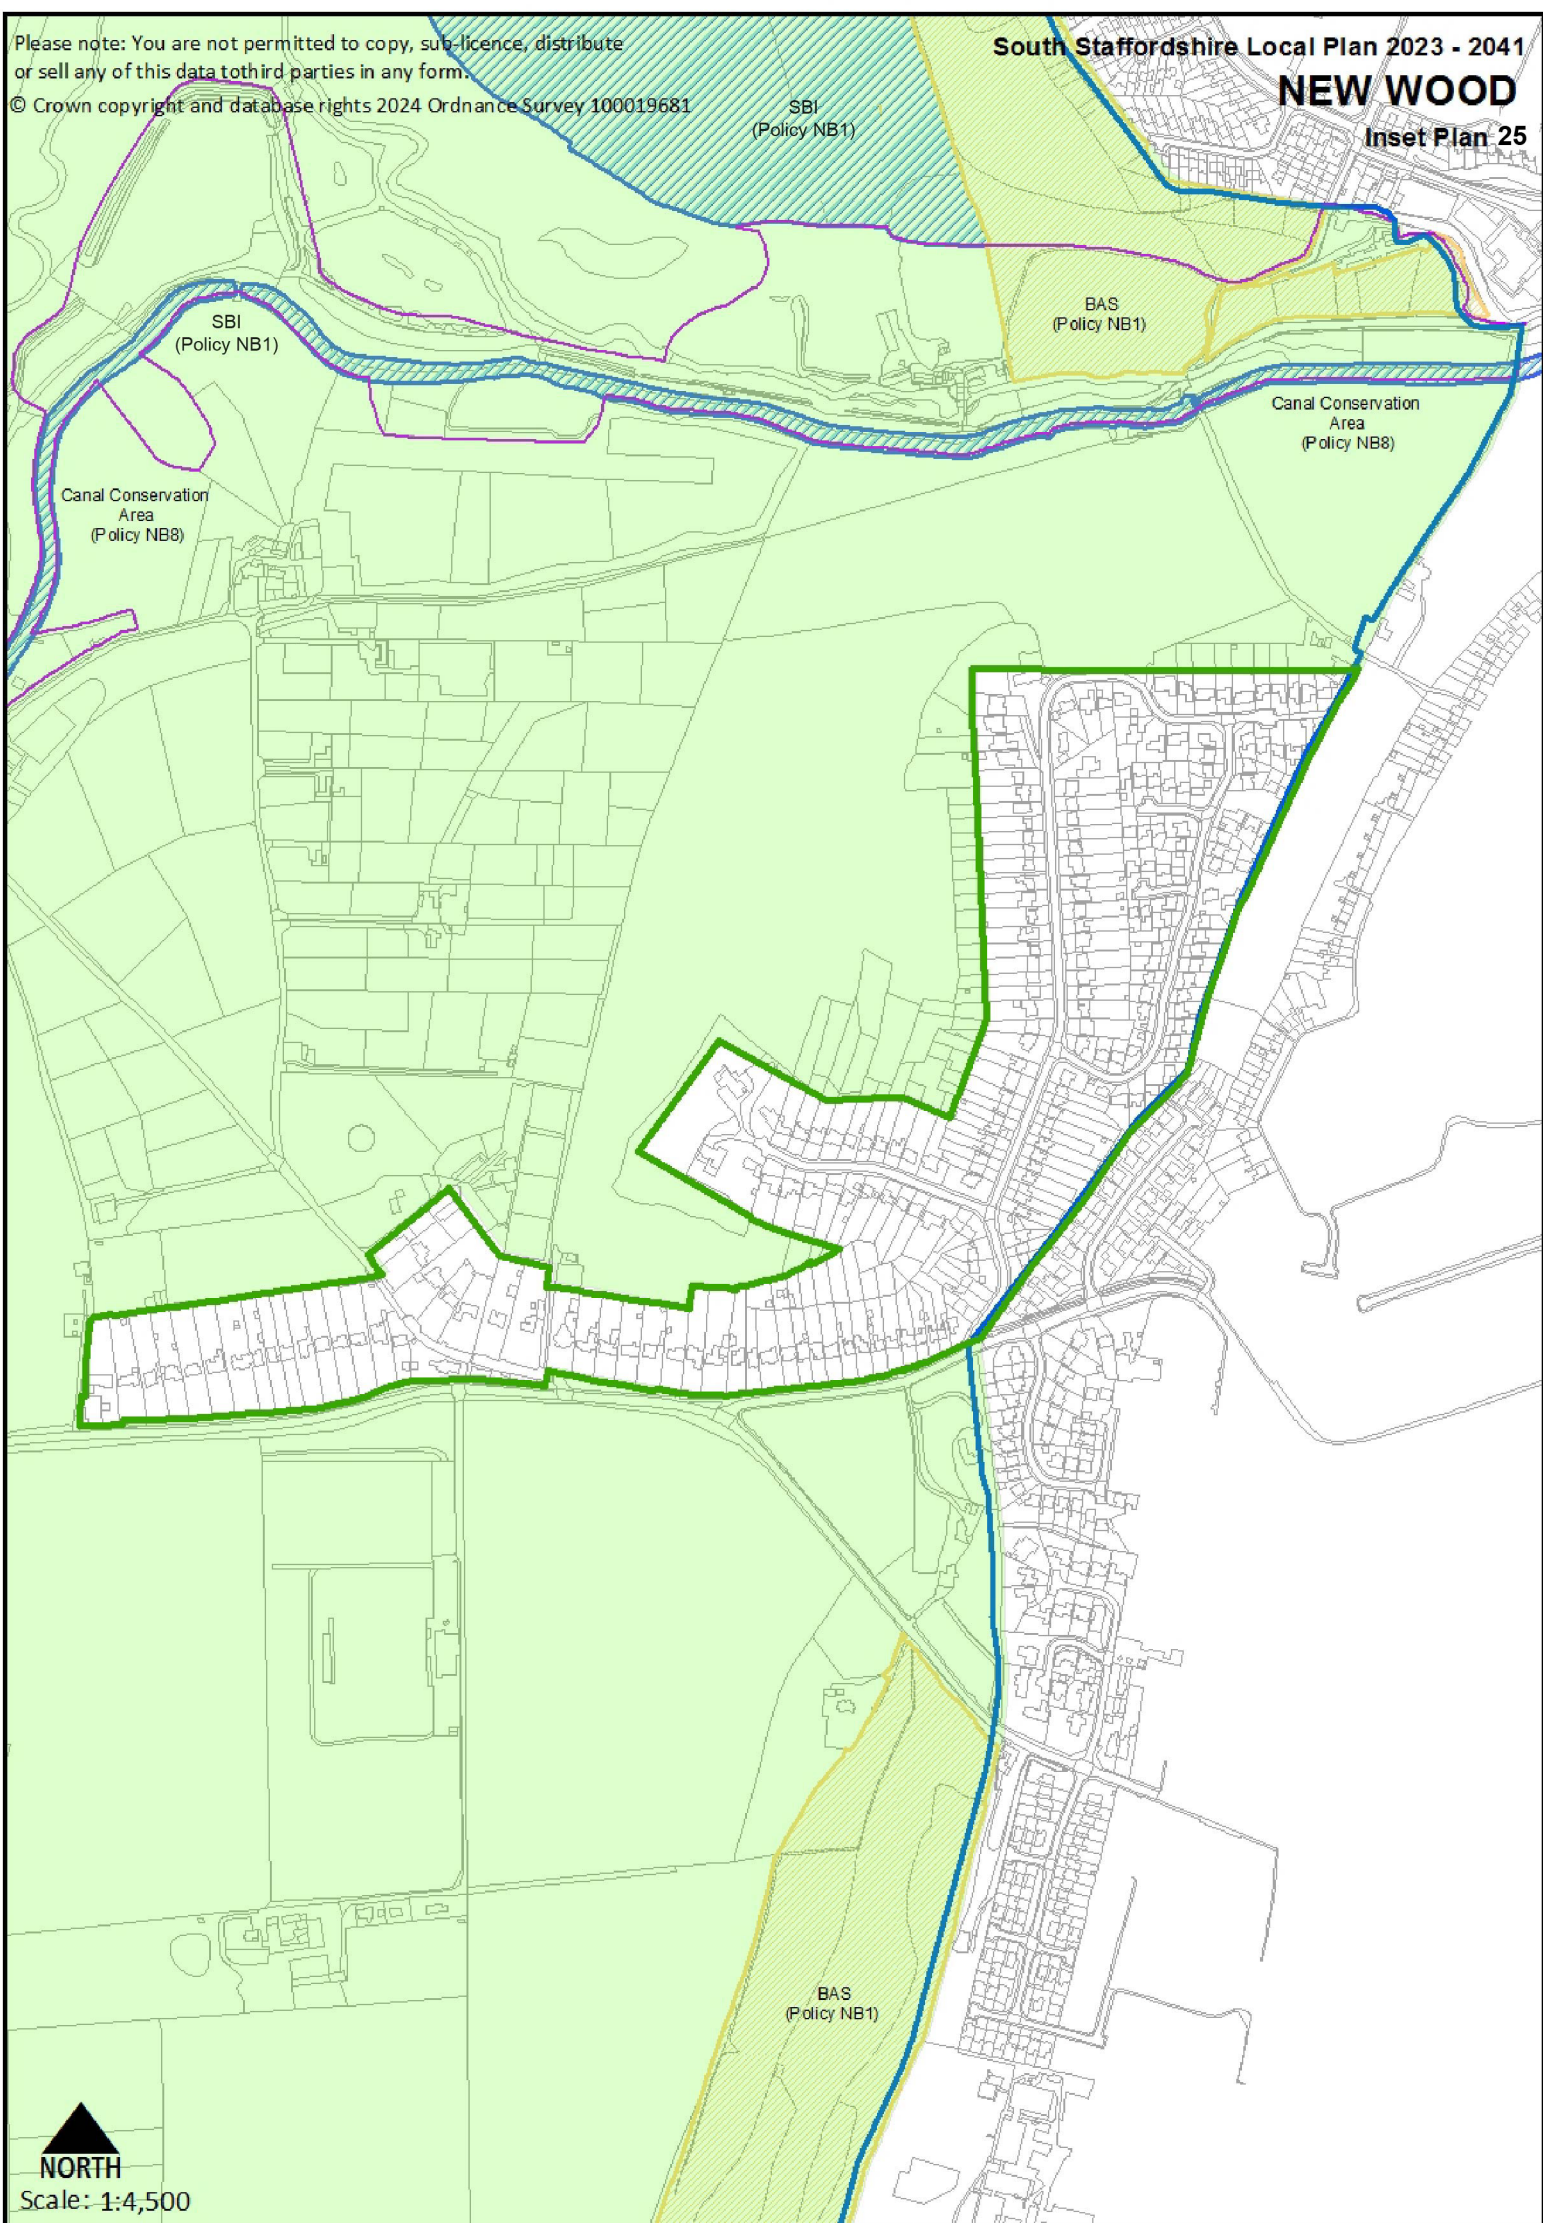 Please note: You are not permitted to copy, sub-licence, distribute
or sell any of this data tothird parties in any form.
© Crown copyright and database rights 2024 Ordnance Survey 100019681
South Staffordshire Local Plan 2023 - 2041
NEW WOOD
Inset Plan 25
SBI
(Policy NB1)
SBI
(Policy NB1)
BAS
(Policy NB1)
Canal Conservation
Area
(Policy NB8)
Canal Conservation
Area
(Policy NB8)
BAS
(Policy NB1)
NORTH
Scale: 1:4,500